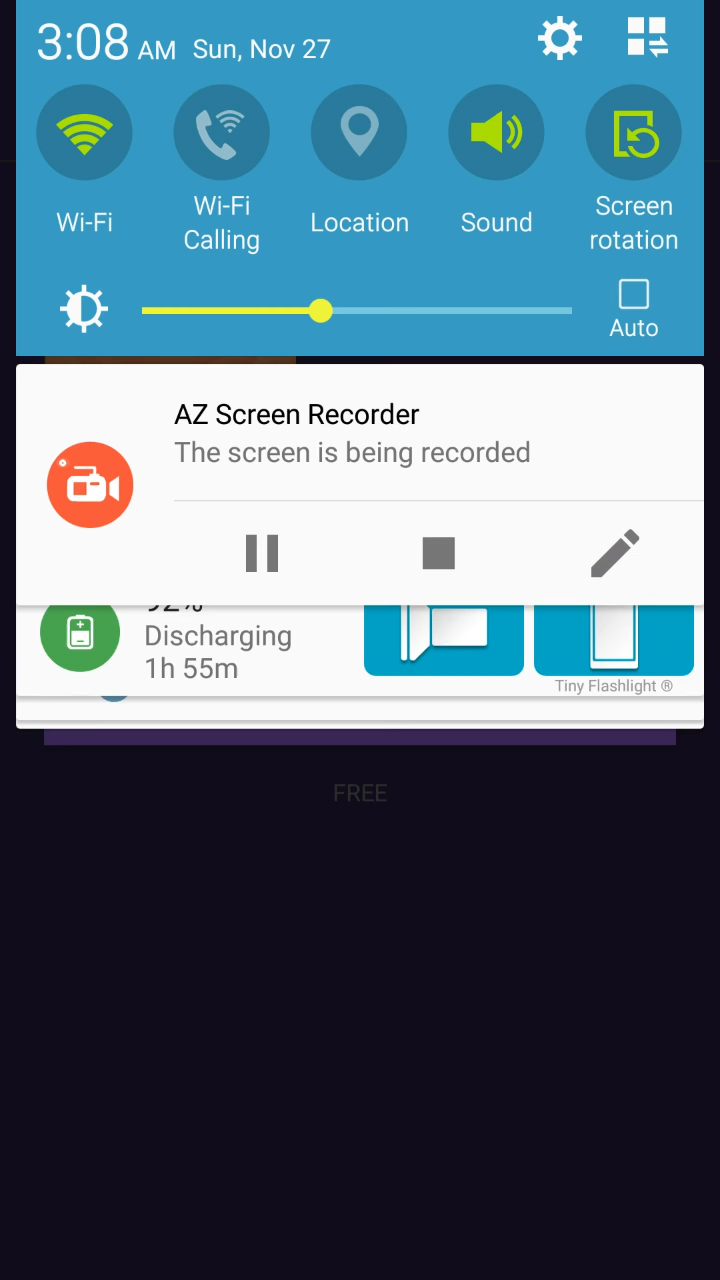 3:08 AM Sun, Nov 27
Wi-Fi
Wi-Fi
Calling
Location
Sound
Screen
rotation
Auto
AZ Screen Recorder
The screen is being recorded
92%
Discharging
1h 55m
Tiny Flashlight ®
FREE